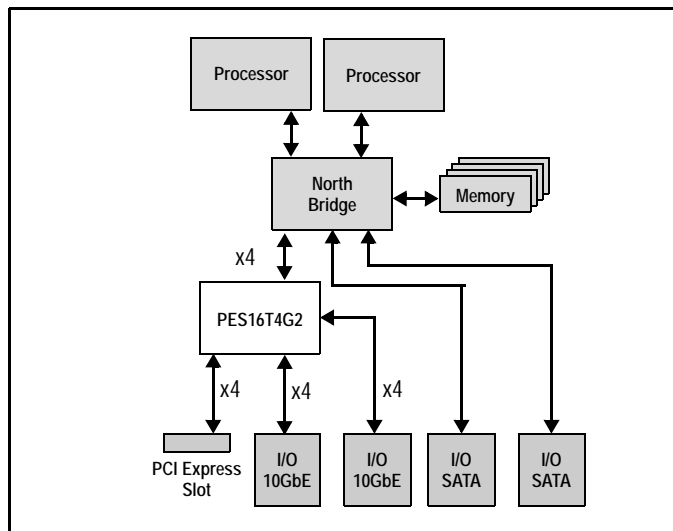 Processor
Processor
North
Bridge
Memory
x4
PES16T4G2
x4
x4
x4
PCI Express
Slot
I/O
10GbE
I/O
10GbE
I/O
SATA
I/O
SATA